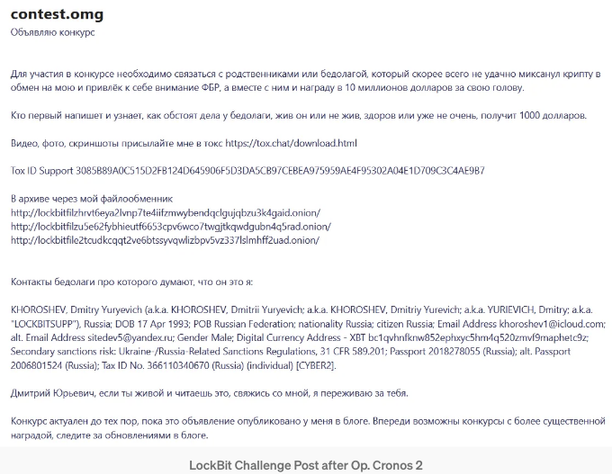 contest.omg
Объявляю конкурс
Для участия в конкурсе необходимо связаться с родственниками или бедолагой, который скорее всего не удачно миксанул крипту в
обмен на мою и привлёк к себе внимание ФБР, а вместе с ним и награду в 10 миллионов долларов за свою голову.
Кто первый напишет и узнает, как обстоят дела у бедолаги, жив он или не жив, здоров или уже не очень, получит 1000 долларов.
Видео, фото, скриншоты присылайте мне в токс https://tox.chat/download.html
Tox ID Support 3085B89A0C515D2FB124D645906F5D3DA5CB97CEBEA975959AE4F95302A04E1D709C3C4AE9B7
В архиве через мой файлообменник
http://lockbitfilzhrvt6eya2lvnp7te4iifzmwybendqclgujqbzu3k4gaid.onion/
http://lockbitfilzu5e62fybhieutf6653cpv6wco7twgjtkqwdgubn4q5rad.onion/
http://lockbitfile2tcudkcqqt2ve6btssyvqwlizbpv5vz337lslmhff2uad.onion/
Контакты бедолаги про которого думают, что он это я:
KHOROSHEV, Dmitry Yuryevich (a.k.a. KHOROSHEV, Dmitrii Yuryevich; a.k.a. KHOROSHEV, Dmitriy Yurevich; a.k.a. YURIEVICH, Dmitry; a.k.a.
"LOCKBITSUPP"), Russia; DOB 17 Apr 1993; POB Russian Federation; nationality Russia; citizen Russia; Email Address khoroshev1@icloud.com;
alt. Email Address sitedev5@yandex.ru; Gender Male; Digital Currency Address - XBT bc1qvhnfknw852ephxyc5hm4q520zmvf9maphetc9z;
Secondary sanctions risk: Ukraine-/Russia-Related Sanctions Regulations, 31 CFR 589.201; Passport 2018278055 (Russia); alt. Passport
2006801524 (Russia); Tax ID No. 366110340670 (Russia) (individual) [CYBER2].
Дмитрий Юрьевич, если ты живой и читаешь это, свяжись со мной, я переживаю за тебя.
Конкурс актуален до тех пор, пока это объявление опубликовано у меня в блоге. Впереди возможны конкурсы с более существенной
наградой, следите за обновлениями в блоге.
LockBit Challenge Post after Op. Cronos 2